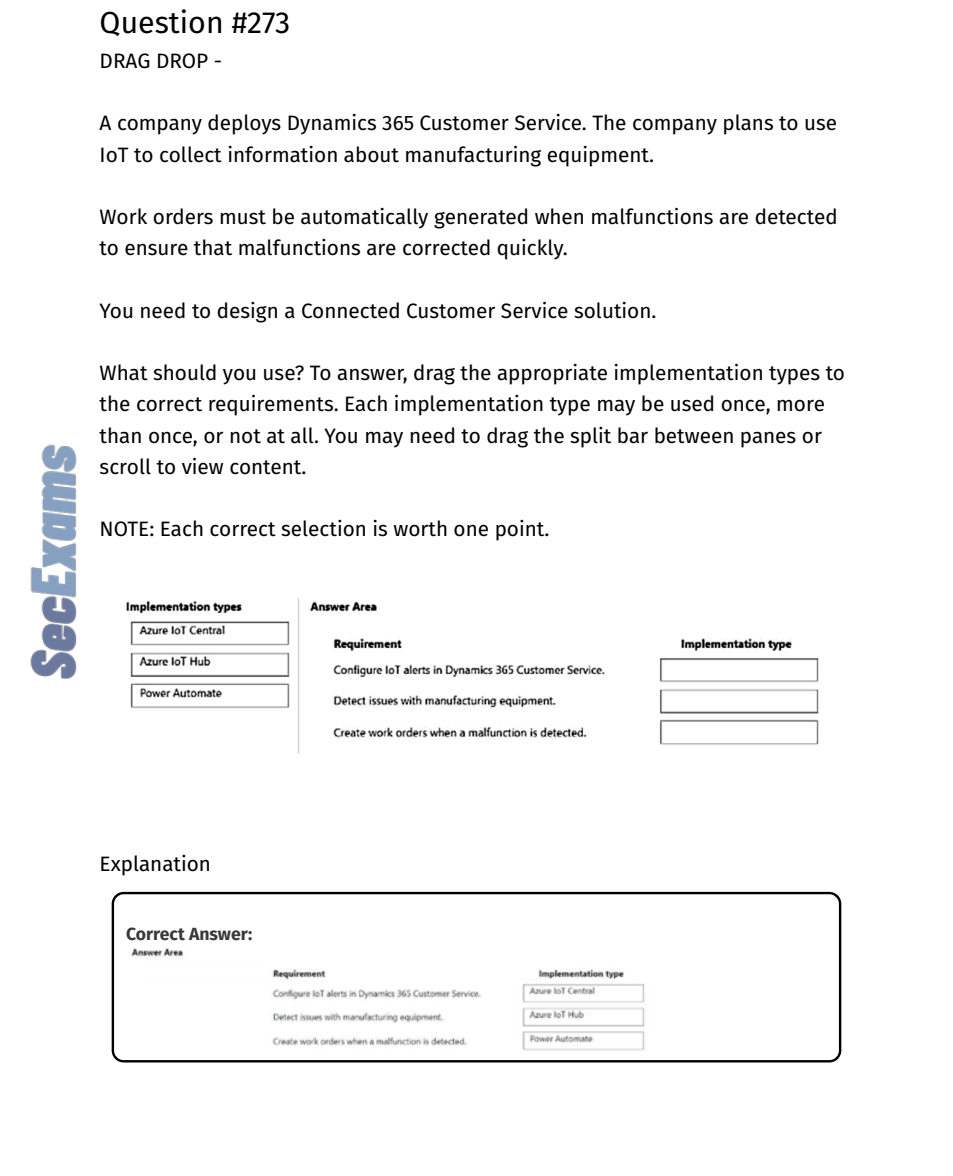 Question #273
DRAG DROP -
A company deploys Dynamics 365 Customer Service. The company plans to use
IoT to collect information about manufacturing equipment.
Work orders must be automatically generated when malfunctions are detected
to ensure that malfunctions are corrected quickly.
You need to design a Connected Customer Service solution.
What should you use? To answer, drag the appropriate implementation types to
the correct requirements. Each implementation type may be used once, more
than once, or not at all. You may need to drag the split bar between panes or
scroll to view content.
NOTE: Each correct selection is worth one point.
SecExams
Implementation types
Azure IoT Central
Azure IoT Hub
Power Automate
Answer Area
Requirement Implementation type
Configure IoT alerts in Dynamics 365 Customer Service.
Detect issues with manufacturing equipment.
Create work orders when a malfunction is detected.
Explanation
Correct Answer:
Answer Area
Requirement Implementation type
Configure IoT alerts in Dynamics 365 Customer Service. Azure IoT Central
Detect issues with manufacturing equipment. Azure IoT Hub
Create work orders when a malfunction is detected. Power Automate